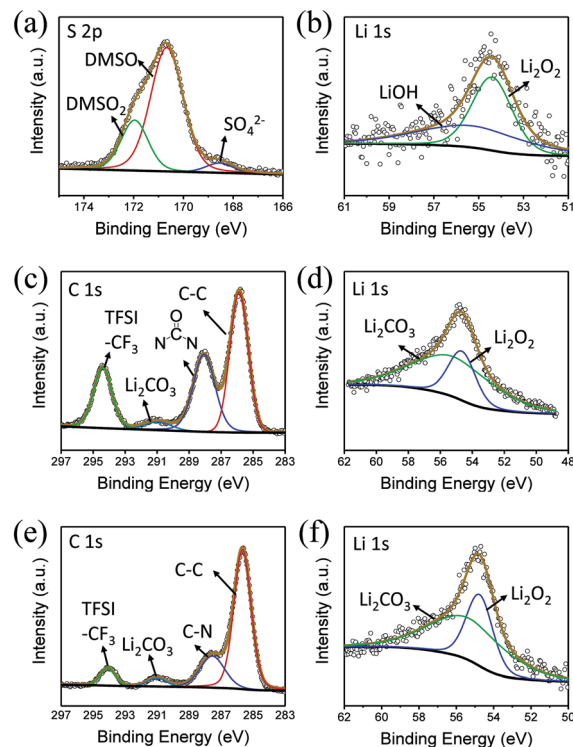 (a)
S 2p
DMSO
DMSO₂
SO₄²⁻
Intensity (a.u.)
174 172 170 168 166
Binding Energy (eV)
(b)
Li 1s
LiOH
Li₂O₂
Intensity (a.u.)
61 59 57 55 53 51
Binding Energy (eV)
(c)
C 1s
C-C
TFSI
-CF₃
O
N C N
Li₂CO₃
Intensity (a.u.)
297 295 293 291 289 287 285 283
Binding Energy (eV)
(d)
Li 1s
Li₂CO₃
Li₂O₂
Intensity (a.u.)
62 60 58 56 54 52 50 48
Binding Energy (eV)
(e)
C 1s
C-C
TFSI
-CF₃
Li₂CO₃
C-N
Intensity (a.u.)
297 295 293 291 289 287 285 283
Binding Energy (eV)
(f)
Li 1s
Li₂CO₃
Li₂O₂
Intensity (a.u.)
62 60 58 56 54 52 50
Binding Energy (eV)